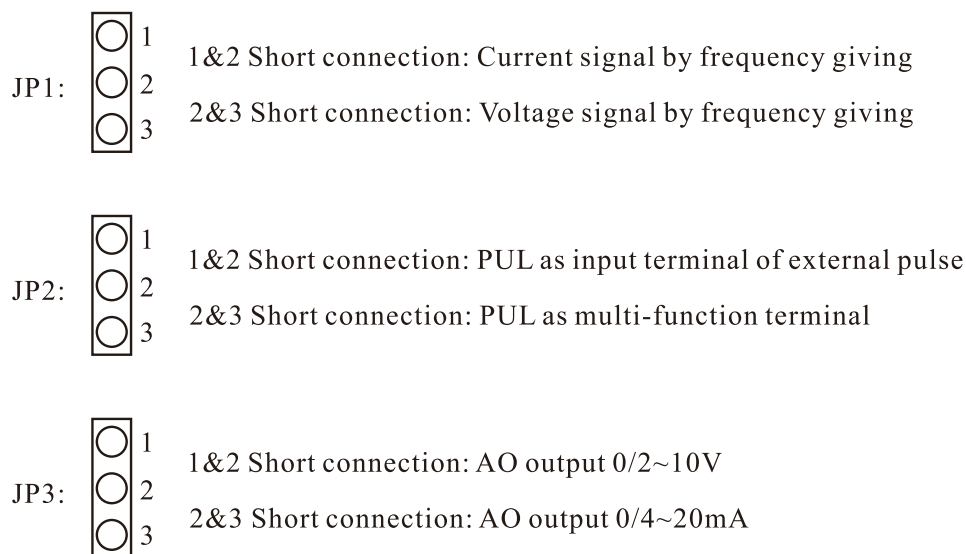 1
1&2 Short connection: Current signal by frequency giving
JP1: 2
2&3 Short connection: Voltage signal by frequency giving
3
1
1&2 Short connection: PUL as input terminal of external pulse
JP2: 2
2&3 Short connection: PUL as multi-function terminal
3
1
1&2 Short connection: AO output 0/2~10V
JP3: 2
2&3 Short connection: AO output 0/4~20mA
3